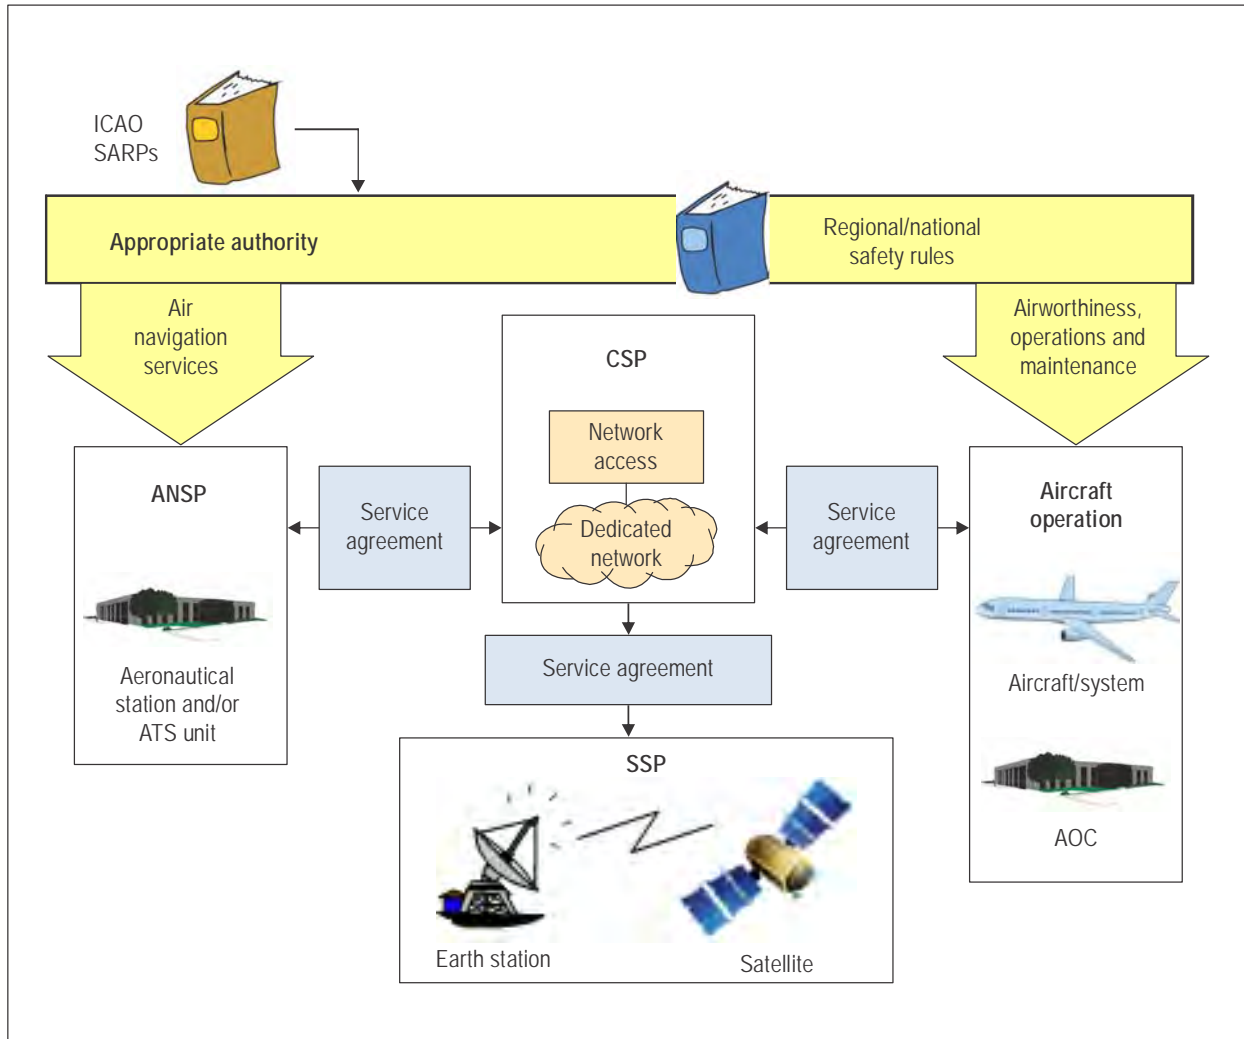 ICAO
SARPs
Appropriate authority
Regional/national
safety rules
Air
navigation
services
Airworthiness,
operations and
maintenance
CSP
Network
access
Dedicated
network
ANSP
Service
agreement
Service
agreement
Aircraft
operation
Aeronautical
station and/or
ATS unit
Service agreement
Aircraft/system
SSP
AOC
Earth station
Satellite